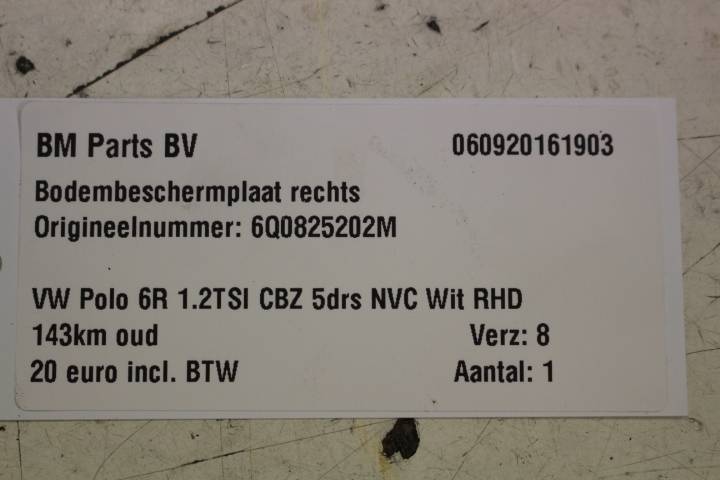 BM Parts BV 060920161903
Bodembeschermplaat rechts
Origineelnummer: 6Q0825202M
VW Polo 6R 1.2TSI CBZ 5drs NVC Wit RHD
143km oud Verz: 8
20 euro incl. BTW Aantal: 1